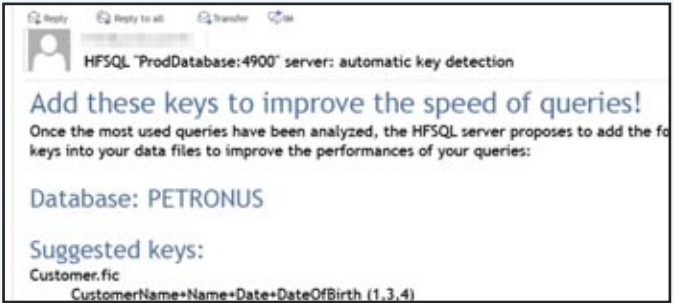 Reply Reply to all Transfer IM
HFSQL "ProdDatabase:4900" server: automatic key detection
Add these keys to improve the speed of queries!
Once the most used queries have been analyzed, the HFSQL server proposes to add the fo
keys into your data files to improve the performances of your queries:
Database: PETRONUS
Suggested keys:
Customer.fic
CustomerName+Name+Date+DateOfBirth (1,3,4)